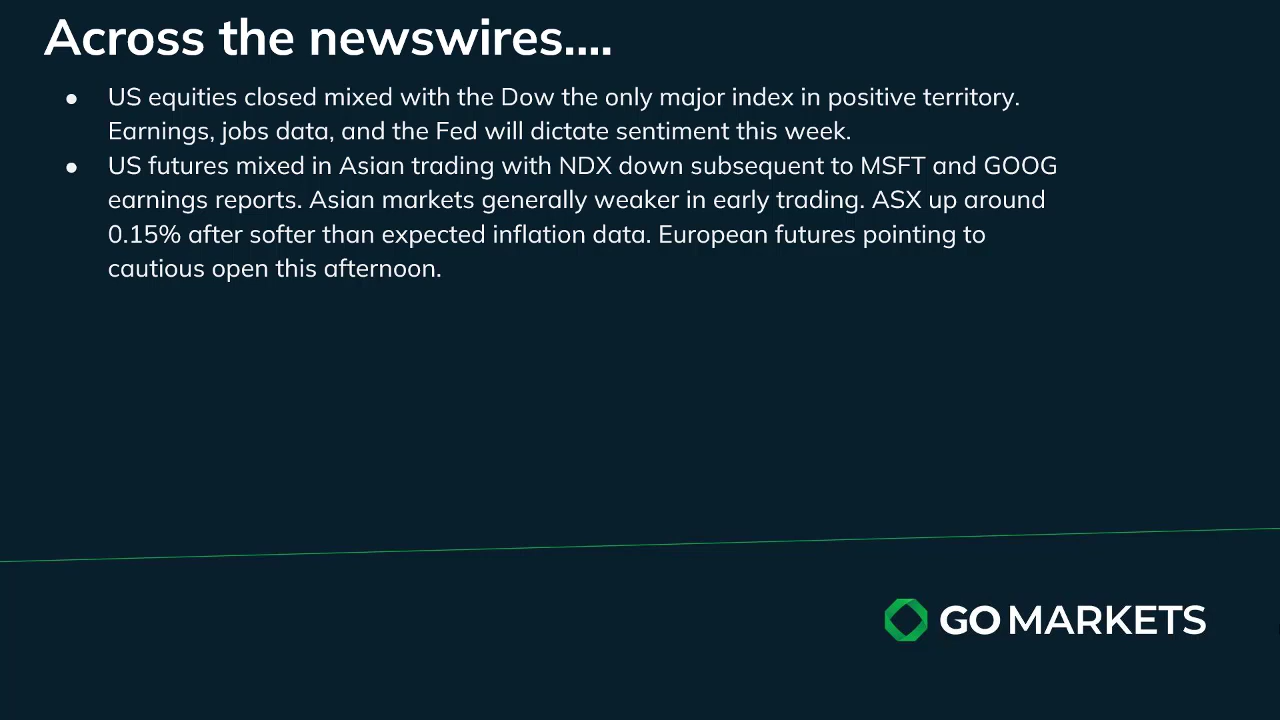 Across the newswires....
● US equities closed mixed with the Dow the only major index in positive territory.
Earnings, jobs data, and the Fed will dictate sentiment this week.
● US futures mixed in Asian trading with NDX down subsequent to MSFT and GOOG
earnings reports. Asian markets generally weaker in early trading. ASX up around
0.15% after softer than expected inflation data. European futures pointing to
cautious open this afternoon.
GO MARKETS